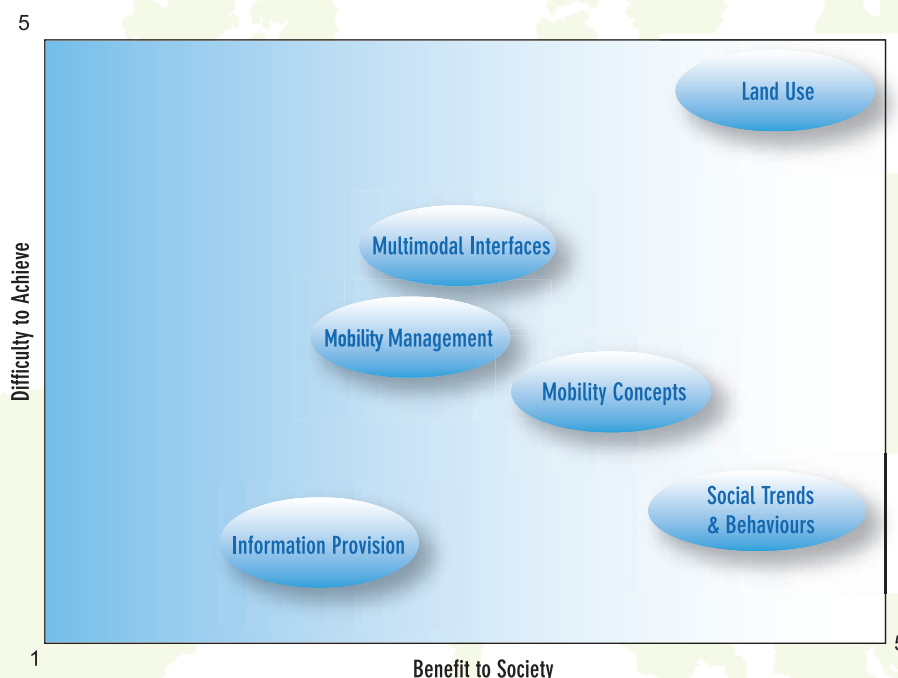 5
Land Use
Multimodal Interfaces
Difficulty to Achieve
Mobility Management
Mobility Concepts
Social Trends
& Behaviours
Information Provision
1
5
Benefit to Society